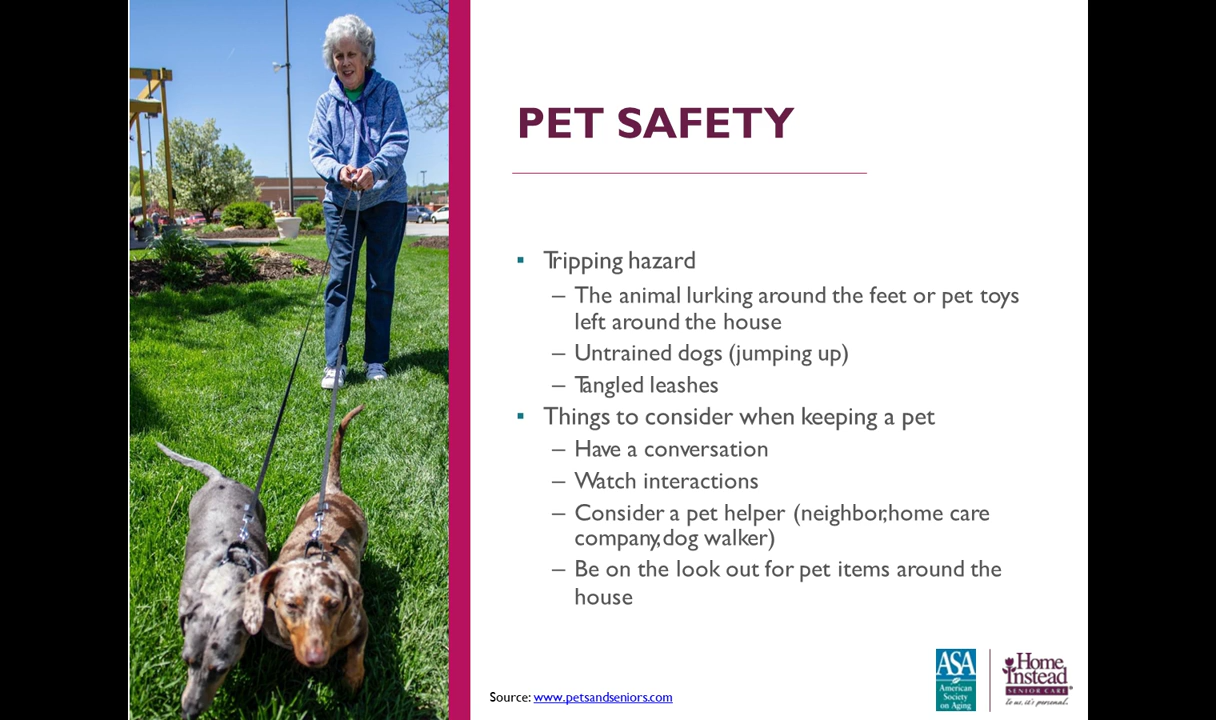 PET SAFETY
▪ Tripping hazard
– The animal lurking around the feet or pet toys
left around the house
– Untrained dogs (jumping up)
– Tangled leashes
▪ Things to consider when keeping a pet
– Have a conversation
– Watch interactions
– Consider a pet helper (neighbor,home care
company,dog walker)
– Be on the look out for pet items around the
house
Source: www.petsandseniors.com
ASA
American
Society
on Aging
Home
Instead
SENIOR CARE®
to us, it's personal.